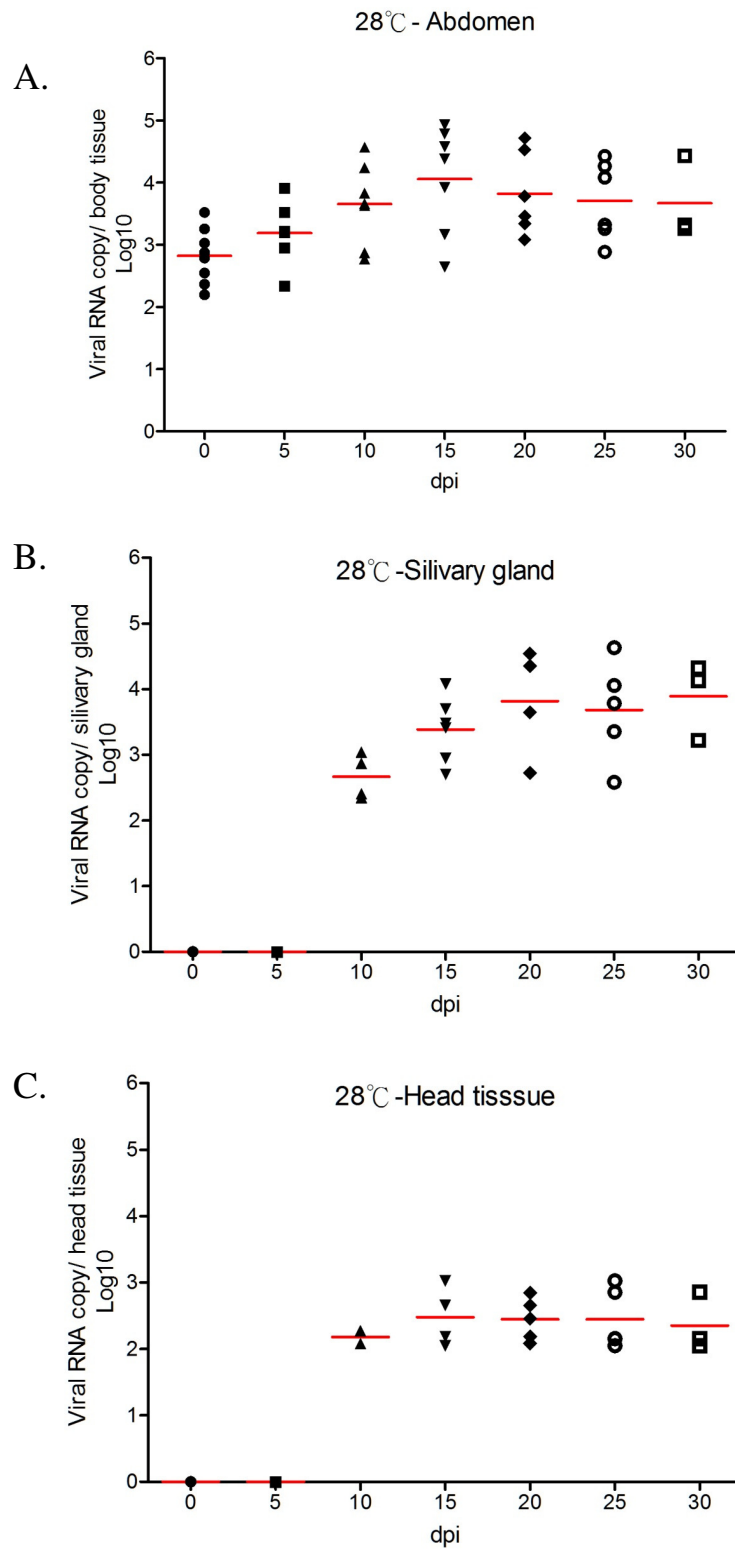 28℃ - Abdomen
A.
6
5
4
3
2
1
0
Viral RNA copy/ body tissue
Log10
0 5 10 15 20 25 30
dpi
B.
28℃ -Silivary gland
6
5
4
3
2
1
0
Viral RNA copy/ silivary gland
Log10
0 5 10 15 20 25 30
dpi
C.
28℃ -Head tisssue
6
5
4
3
2
1
0
Viral RNA copy/ head tissue
Log10
0 5 10 15 20 25 30
dpi